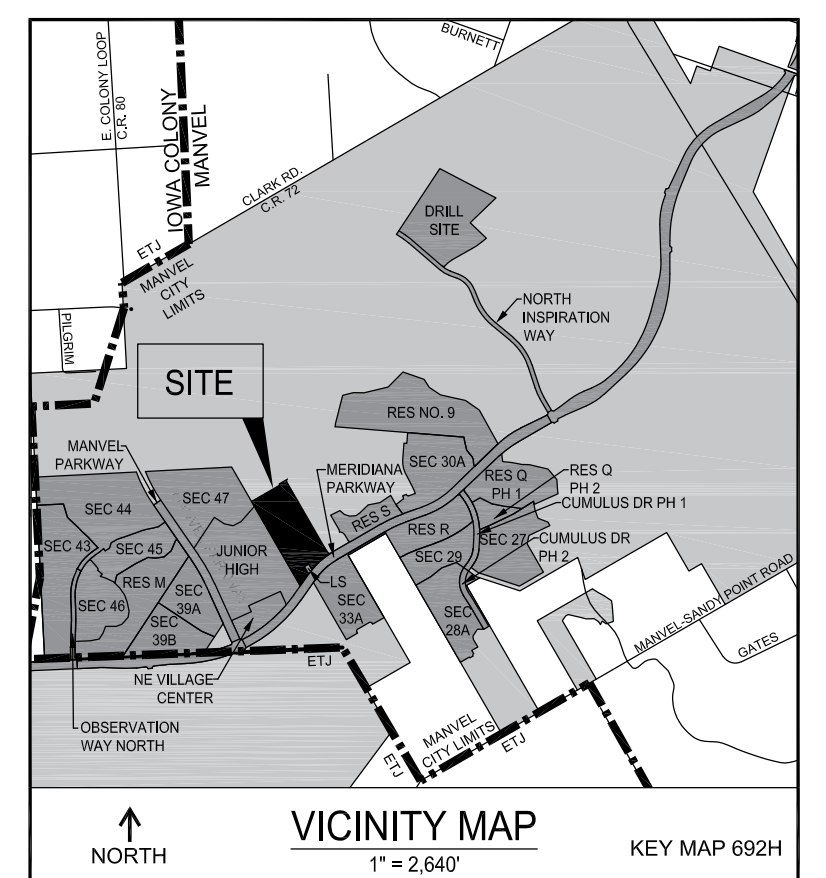 BURNETT
E. COLONY LOOP
C.R. 80
IOWA COLONY
MANVEL
CLARK RD.
C.R. 72
ETJ
MANVEL
CITY
LIMITS
PILGRIM
DRILL
SITE
NORTH
INSPIRATION
WAY
SITE
RES NO. 9
MANVEL
PARKWAY
MERIDIANA
PARKWAY
SEC 30A
RES Q
PH 1
RES Q
PH 2
CUMULUS DR PH 1
SEC 47
SEC 44
RES S
RES R
SEC 43
SEC 45
JUNIOR
HIGH
SEC 29
SEC 27
CUMULUS DR
PH 2
RES M
SEC
39A
LS
SEC
33A
SEC 46
SEC
39B
SEC
28A
MANVEL-SANDY POINT ROAD
GATES
ETJ
NE VILLAGE
CENTER
OBSERVATION
WAY NORTH
ETJ
MANVEL
CITY LIMITS
ETJ
NORTH
VICINITY MAP
1" = 2,640'
KEY MAP 692H